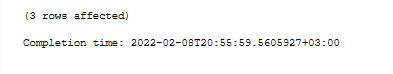 (3 rows affected)
Completion time: 2022-02-08T20:55:59.5605927+03:00